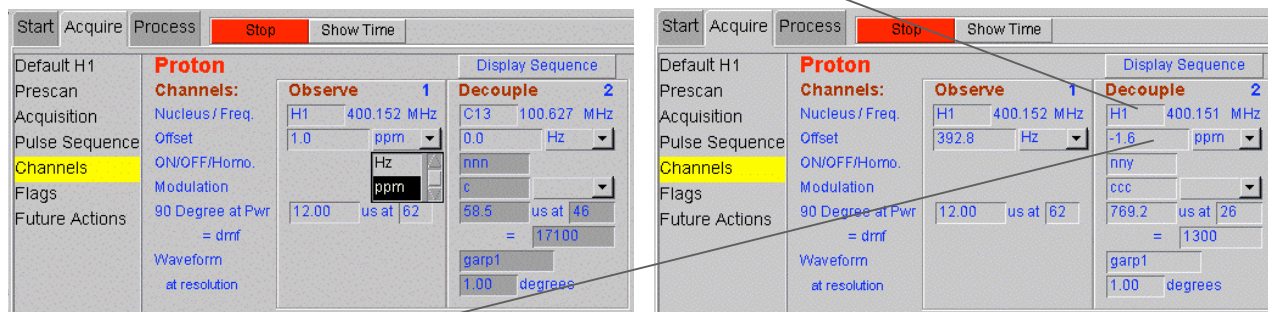 Start Acquire Process Stop Show Time
Default H1 Proton Display Sequence
Prescan Channels: Observe 1 Decouple 2
Acquisition Nucleus / Freq. H1 400.152 MHz C13 100.627 MHz
Pulse Sequence Offset 1.0 ppm 0.0 Hz
Channels ON/OFF/Homo. Hz nnn
Flags Modulation ppm c
Future Actions 90 Degree at Pwr 12.00 us at 62 58.5 us at 46
= dmf = 17100
Waveform garp1
at resolution 1.00 degrees
Start Acquire Process Stop Show Time
Default H1 Proton Display Sequence
Prescan Channels: Observe 1 Decouple 2
Acquisition Nucleus / Freq. H1 400.152 MHz H1 400.151 MHz
Pulse Sequence Offset 392.8 Hz -1.6 ppm
Channels ON/OFF/Homo. nny
Flags Modulation ccc
Future Actions 90 Degree at Pwr 12.00 us at 62 769.2 us at 26
= dmf = 1300
Waveform garp1
at resolution 1.00 degrees